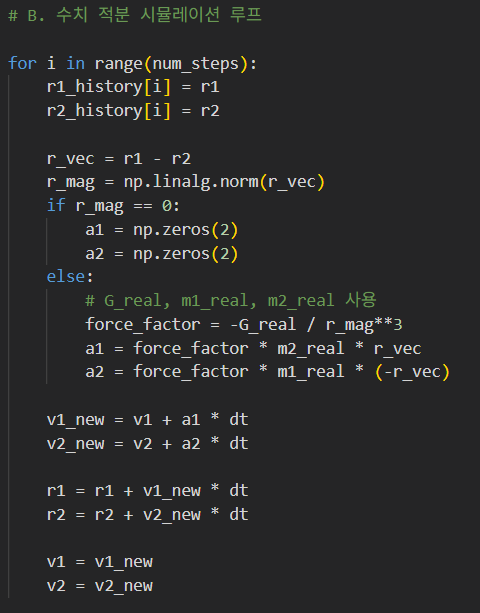 # B. 수치 적분 시뮬레이션 루프
for i in range(num_steps):
    r1_history[i] = r1
    r2_history[i] = r2
    r_vec = r1 - r2
    r_mag = np.linalg.norm(r_vec)
    if r_mag == 0:
        a1 = np.zeros(2)
        a2 = np.zeros(2)
    else:
        # G_real, m1_real, m2_real 사용
        force_factor = -G_real / r_mag**3
        a1 = force_factor * m2_real * r_vec
        a2 = force_factor * m1_real * (-r_vec)
    v1_new = v1 + a1 * dt
    v2_new = v2 + a2 * dt
    r1 = r1 + v1_new * dt
    r2 = r2 + v2_new * dt
    v1 = v1_new
    v2 = v2_new